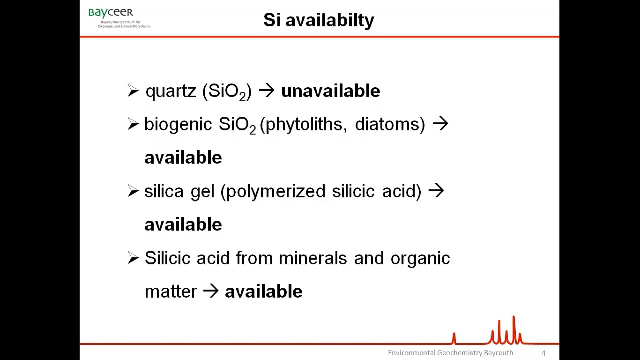 BAYCEER
Si availabilty
➢ quartz (SiO₂) → unavailable
➢ biogenic SiO₂ (phytoliths, diatoms) →
available
➢ silica gel (polymerized silicic acid) →
available
➢ Silicic acid from minerals and organic
matter → available
Environmental Geochemistry Bayreuth 4